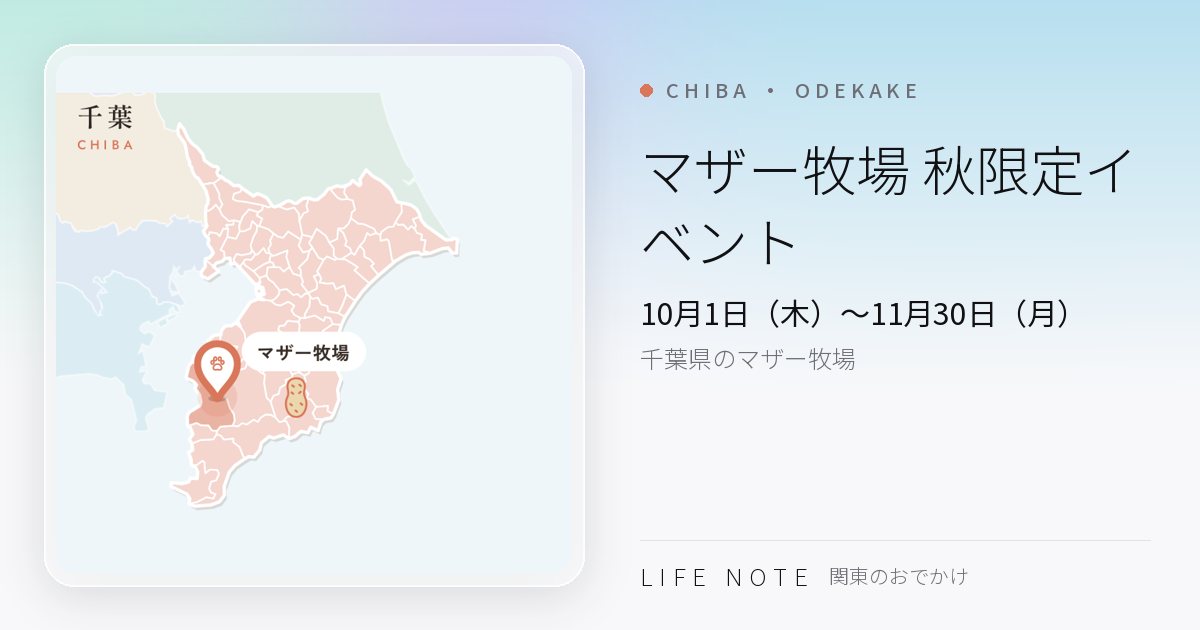 千葉
CHIBA
マザー牧場
CHIBA・ODEKAKE
マザー牧場 秋限定イ
ベント
10月1日（木）〜11月30日（月）
千葉県のマザー牧場
LIFE NOTE 関東のおでかけ